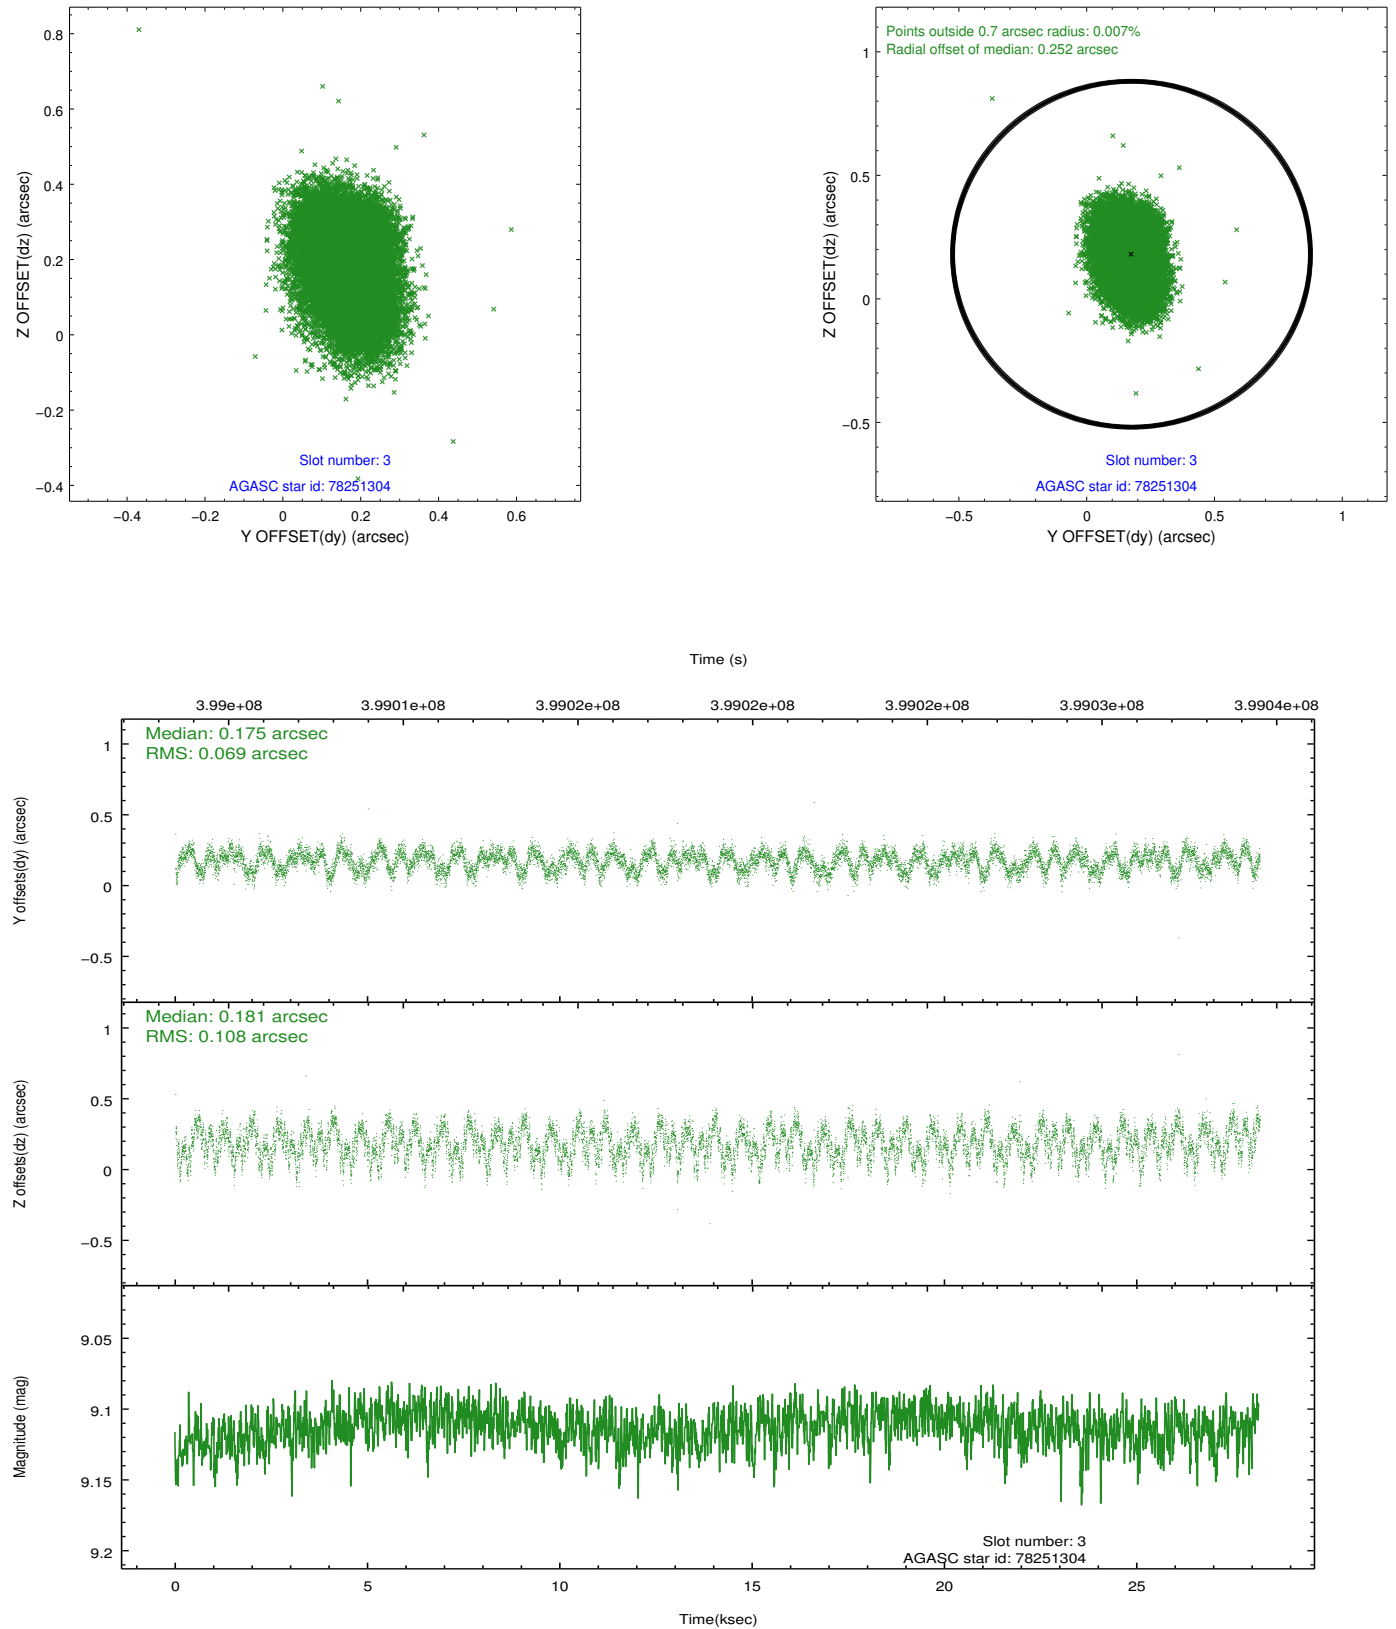 0.8
0.6
0.4
0.2
0
−0.2
−0.4
Z OFFSET(dz) (arcsec)
Slot number: 3
AGASC star id: 78251304
−0.4 −0.2 0 0.2 0.4 0.6
Y OFFSET(dy) (arcsec)
Points outside 0.7 arcsec radius: 0.007%
Radial offset of median: 0.252 arcsec
1
0.5
0
−0.5
Z OFFSET(dz) (arcsec)
Slot number: 3
AGASC star id: 78251304
−0.5 0 0.5 1
Y OFFSET(dy) (arcsec)
Time (s)
3.99e+08 3.9901e+08 3.9902e+08 3.9902e+08 3.9902e+08 3.9903e+08 3.9904e+08
Median: 0.175 arcsec
RMS: 0.069 arcsec
1
0.5
0
−0.5
Y offsets(dy) (arcsec)
Median: 0.181 arcsec
RMS: 0.108 arcsec
1
0.5
0
−0.5
Z offsets(dz) (arcsec)
9.05
9.1
9.15
9.2
Magnitude (mag)
Slot number: 3
AGASC star id: 78251304
0 5 10 15 20 25
Time(ksec)